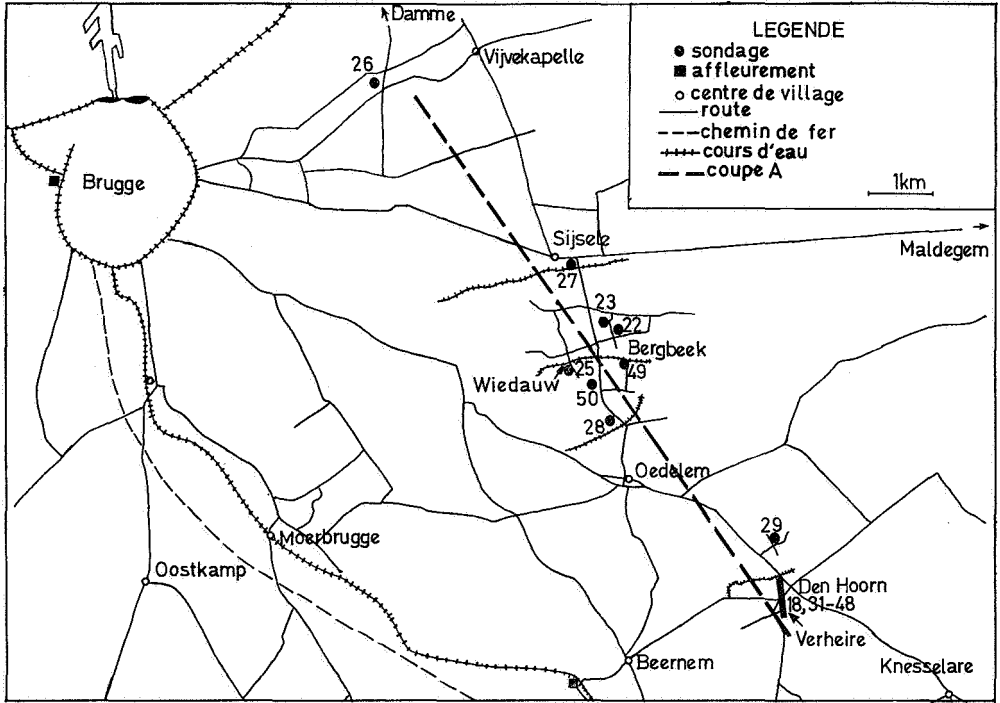 Damme
26
Vijvekapelle
LEGENDE
sondage
affleurement
centre de village
route
chemin de fer
cours d'eau
coupe A
1km
Brugge
Sijsele
Maldegem
27
23
22
Bergbeek
25
49
Wiedauw
50
28
Oedelem
29
Moerbrugge
Oostkamp
Den Hoorn
18,31-48
Verheire
Beernem
Knesselare